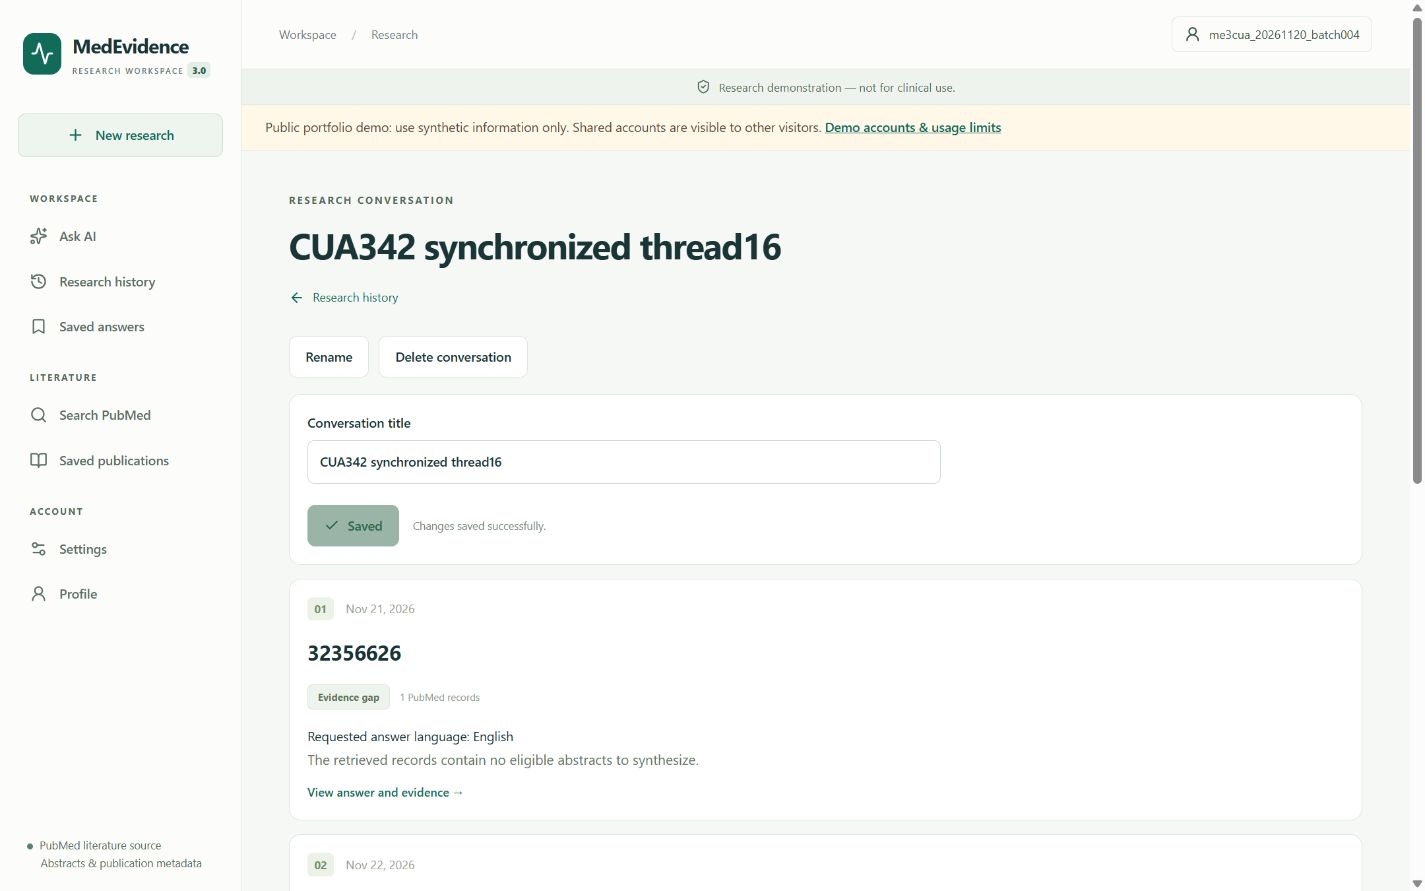 MedEvidence
RESEARCH WORKSPACE 3.0
New research
WORKSPACE
Ask AI
Research history
Saved answers
LITERATURE
Search PubMed
Saved publications
ACCOUNT
Settings
Profile
PubMed literature source
Abstracts & publication metadata
Workspace / Research
me3cua_20261120_batch004
Research demonstration — not for clinical use.
Public portfolio demo: use synthetic information only. Shared accounts are visible to other visitors. Demo accounts & usage limits
RESEARCH CONVERSATION
CUA342 synchronized thread16
← Research history
Rename
Delete conversation
Conversation title
CUA342 synchronized thread16
Saved
Changes saved successfully.
01 Nov 21, 2026
32356626
Evidence gap 1 PubMed records
Requested answer language: English
The retrieved records contain no eligible abstracts to synthesize.
View answer and evidence →
02 Nov 22, 2026